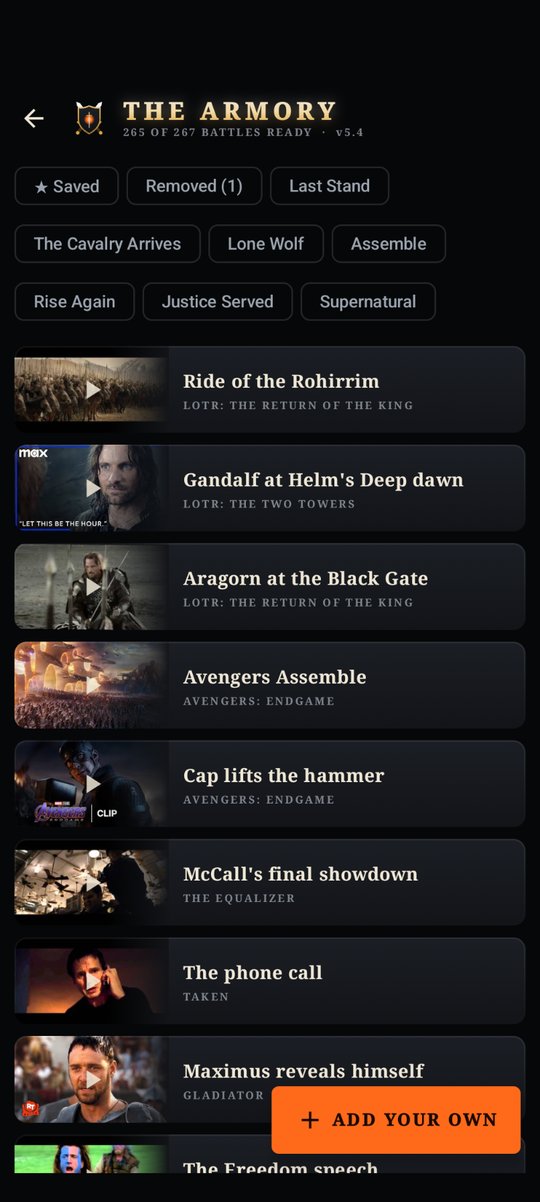 THE ARMORY
265 OF 267 BATTLES READY · v5.4
★ Saved
Removed (1)
Last Stand
The Cavalry Arrives
Lone Wolf
Assemble
Rise Again
Justice Served
Supernatural
Ride of the Rohirrim
LOTR: THE RETURN OF THE KING
max
"LET THIS BE THE HOUR."
Gandalf at Helm's Deep dawn
LOTR: THE TWO TOWERS
Aragorn at the Black Gate
LOTR: THE RETURN OF THE KING
Avengers Assemble
AVENGERS: ENDGAME
AVENGERS
ENDGAME
CLIP
Cap lifts the hammer
AVENGERS: ENDGAME
McCall's final showdown
THE EQUALIZER
The phone call
TAKEN
RT
Maximus reveals himself
GLADIATOR
+ ADD YOUR OWN
The Freedom speech